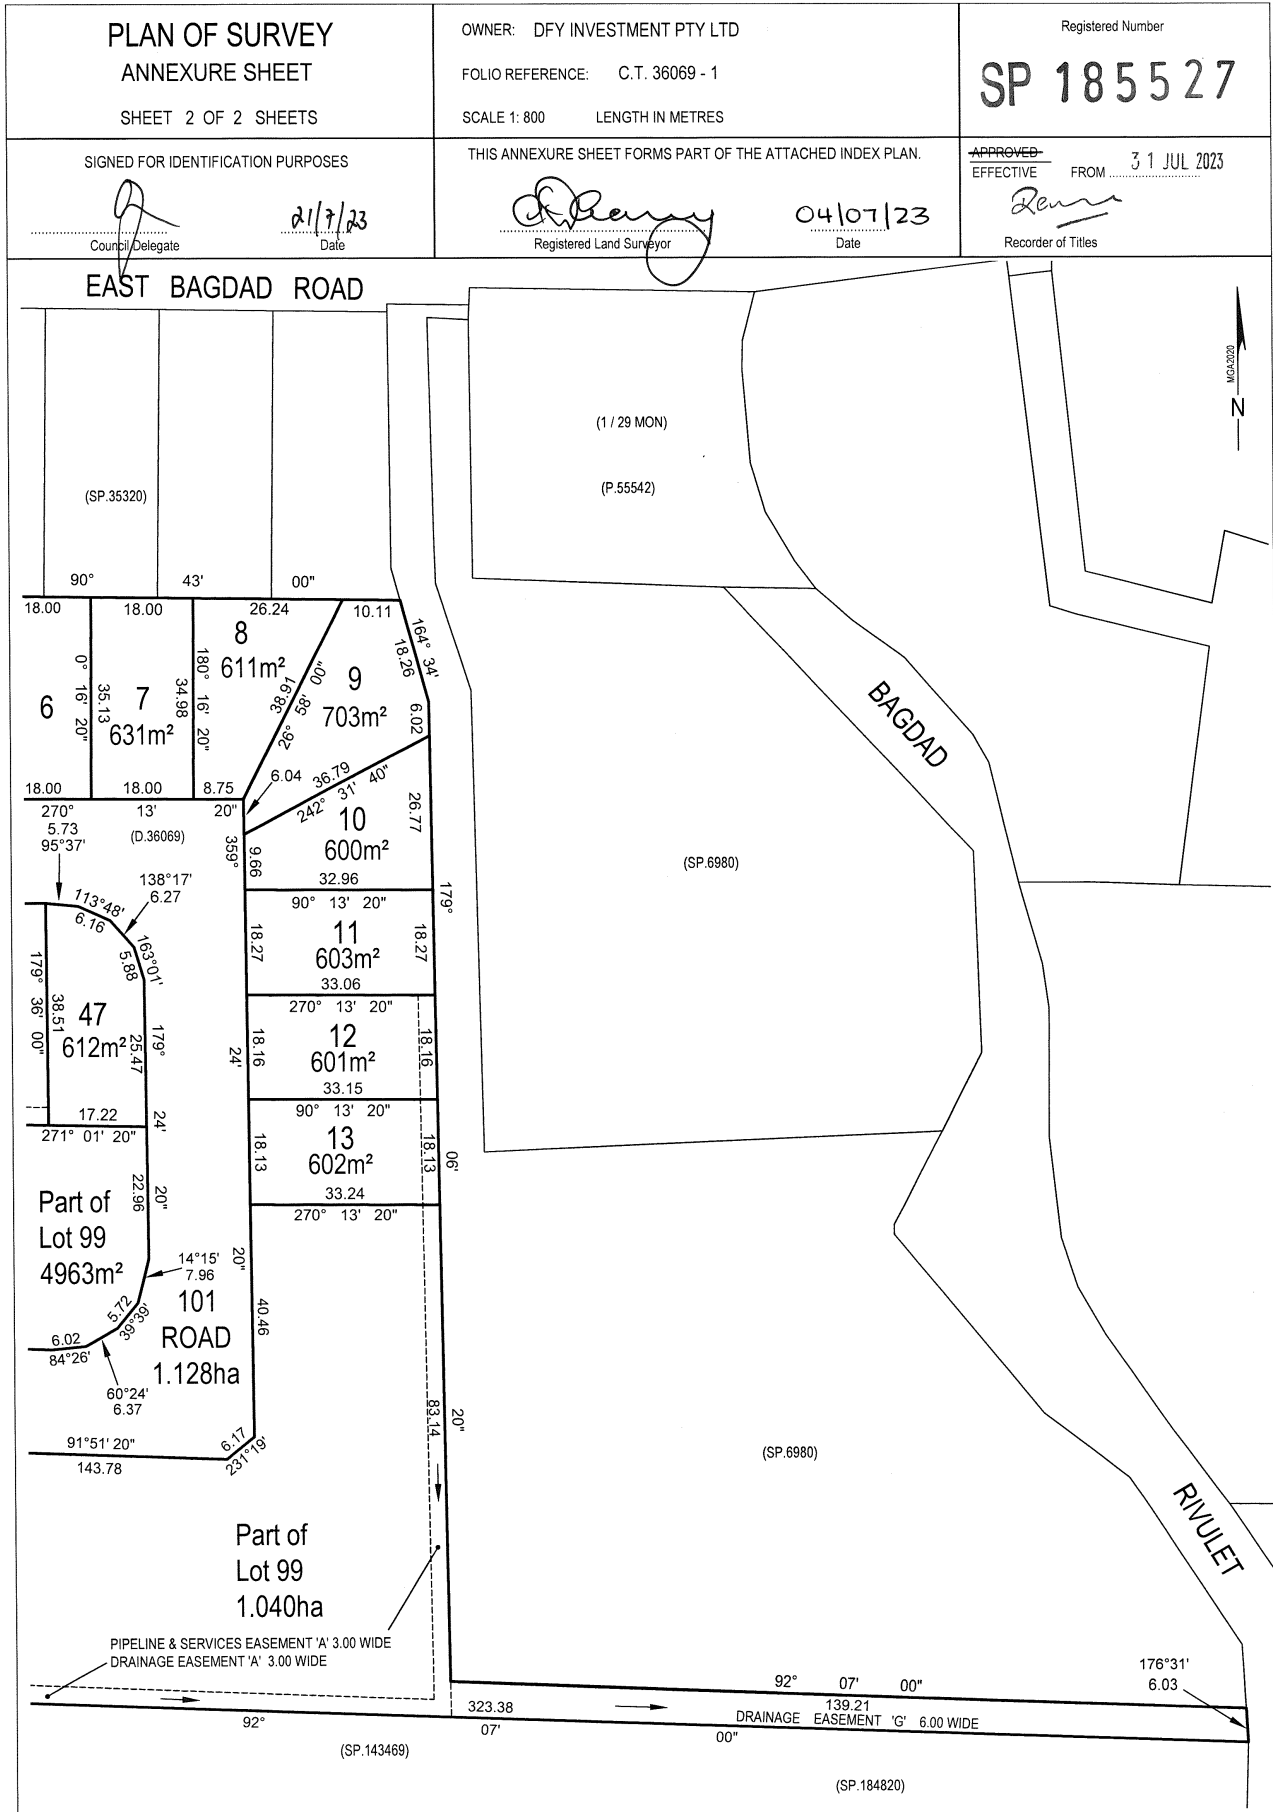 PLAN OF SURVEY
ANNEXURE SHEET
SHEET 2 OF 2 SHEETS
OWNER: DFY INVESTMENT PTY LTD
FOLIO REFERENCE: C.T. 36069 - 1
SCALE 1: 800 LENGTH IN METRES
Registered Number
SP 185527
SIGNED FOR IDENTIFICATION PURPOSES
21/7/23
Council Delegate Date
THIS ANNEXURE SHEET FORMS PART OF THE ATTACHED INDEX PLAN.
04/07/23
Registered Land Surveyor Date
APPROVED
EFFECTIVE FROM 31 JUL 2023
Recorder of Titles
EAST BAGDAD ROAD
MGA2020
N
(1 / 29 MON)
(P.55542)
(SP.35320)
90° 43' 00"
18.00 18.00 26.24 10.11
164° 34'
18.26
8
611m²
9
703m²
6
7
631m²
0° 16' 20"
35.13
34.98
180° 16' 20"
38.91
26° 58' 00"
6.02
18.00 18.00 8.75
6.04
36.79
242° 31' 40"
270° 13' 20"
(D.36069)
5.73
95°37'
359°
9.66
10
600m²
26.77
32.96
(SP.6980)
BAGDAD
138°17'
6.27
113°48'
6.16
163°01'
5.88
90° 13' 20"
179°
18.27
11
603m²
18.27
33.06
179° 36' 00"
38.51
47
612m²
25.47
179°
24'
270° 13' 20"
18.16
12
601m²
18.16
33.15
17.22
24'
271° 01' 20"
90° 13' 20"
18.13
13
602m²
18.13
06'
33.24
270° 13' 20"
Part of
Lot 99
4963m²
22.96
20"
14°15'
7.96
20"
101
ROAD
1.128ha
5.72
39°39'
6.02
84°26'
60°24'
6.37
40.46
83.14
20"
91°51' 20"
143.78
6.17
231°19'
(SP.6980)
RIVULET
Part of
Lot 99
1.040ha
PIPELINE & SERVICES EASEMENT 'A' 3.00 WIDE
DRAINAGE EASEMENT 'A' 3.00 WIDE
176°31'
6.03
92° 07' 00"
323.38
139.21
DRAINAGE EASEMENT 'G' 6.00 WIDE
92° 07' 00"
(SP.143469)
(SP.184820)